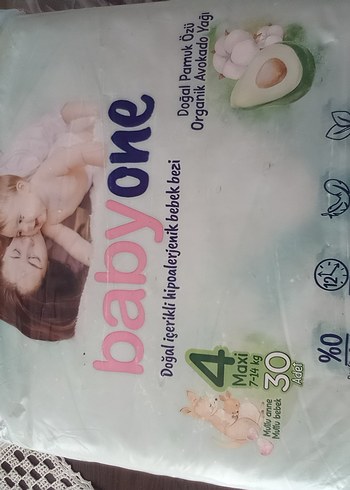 babyone
Doğal içerikli hipoalerjenik bebek bezi
Doğal Pamuk Özü
Organik Avokado Yağı
4
Maxi
7-14 kg
30
Adet
Mutlu anne
Mutlu bebek
12
%0